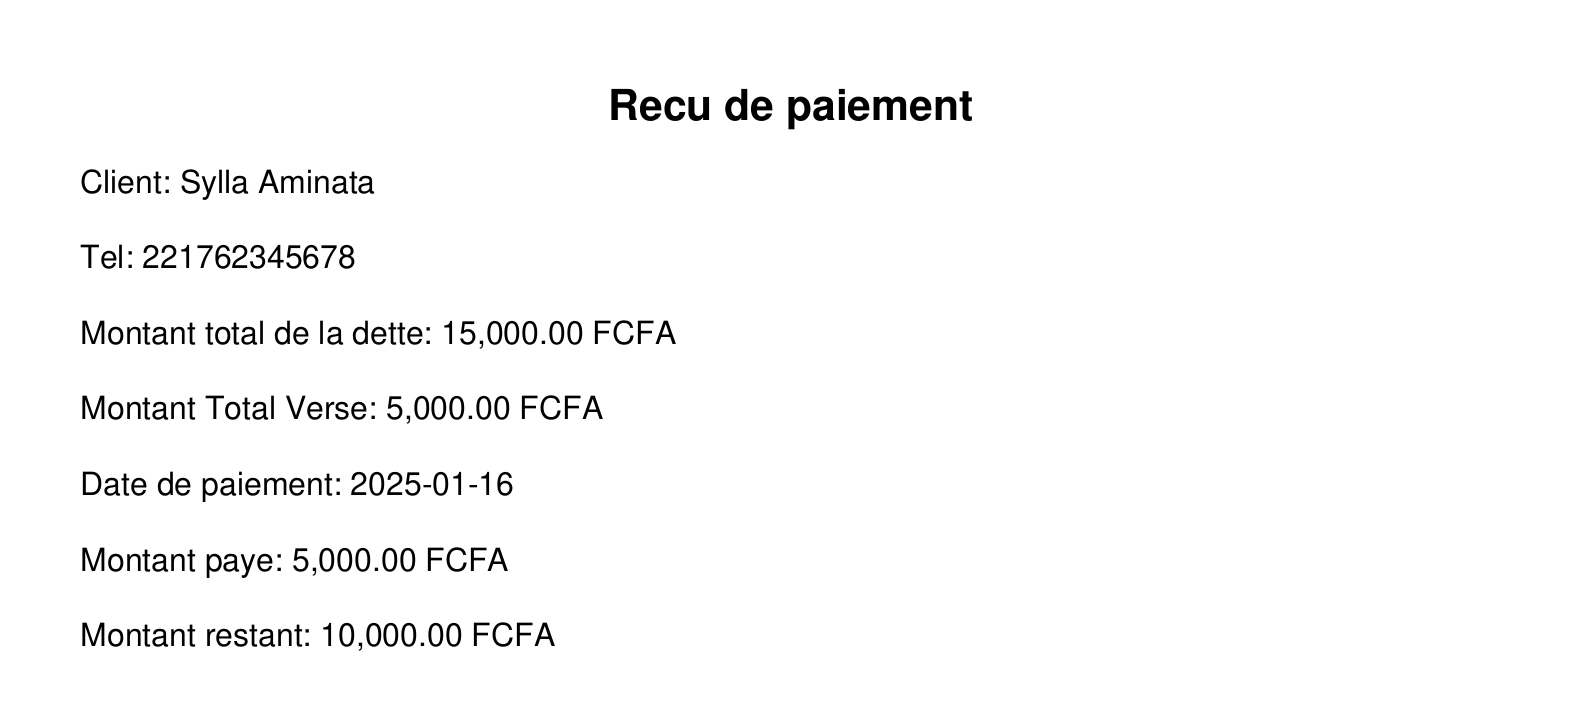 Recu de paiement
Client: Sylla Aminata
Tel: 221762345678
Montant total de la dette: 15,000.00 FCFA
Montant Total Verse: 5,000.00 FCFA
Date de paiement: 2025-01-16
Montant paye: 5,000.00 FCFA
Montant restant: 10,000.00 FCFA